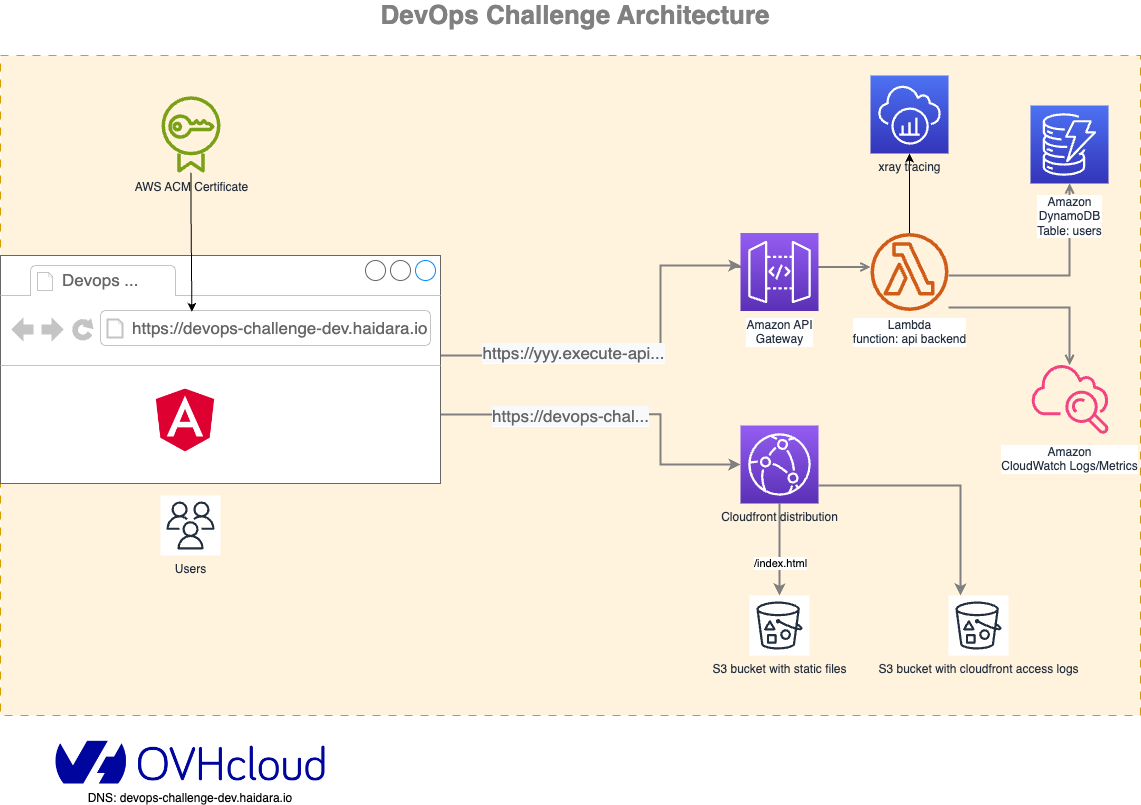 DevOps Challenge Architecture
AWS ACM Certificate
xray tracing
Amazon
DynamoDB
Table: users
Devops ...
https://devops-challenge-dev.haidara.io
Amazon API
Gateway
Lambda
function: api backend
https://yyy.execute-api...
https://devops-chal...
Amazon
CloudWatch Logs/Metrics
Cloudfront distribution
Users
/index.html
S3 bucket with static files
S3 bucket with cloudfront access logs
OVHcloud
DNS: devops-challenge-dev.haidara.io